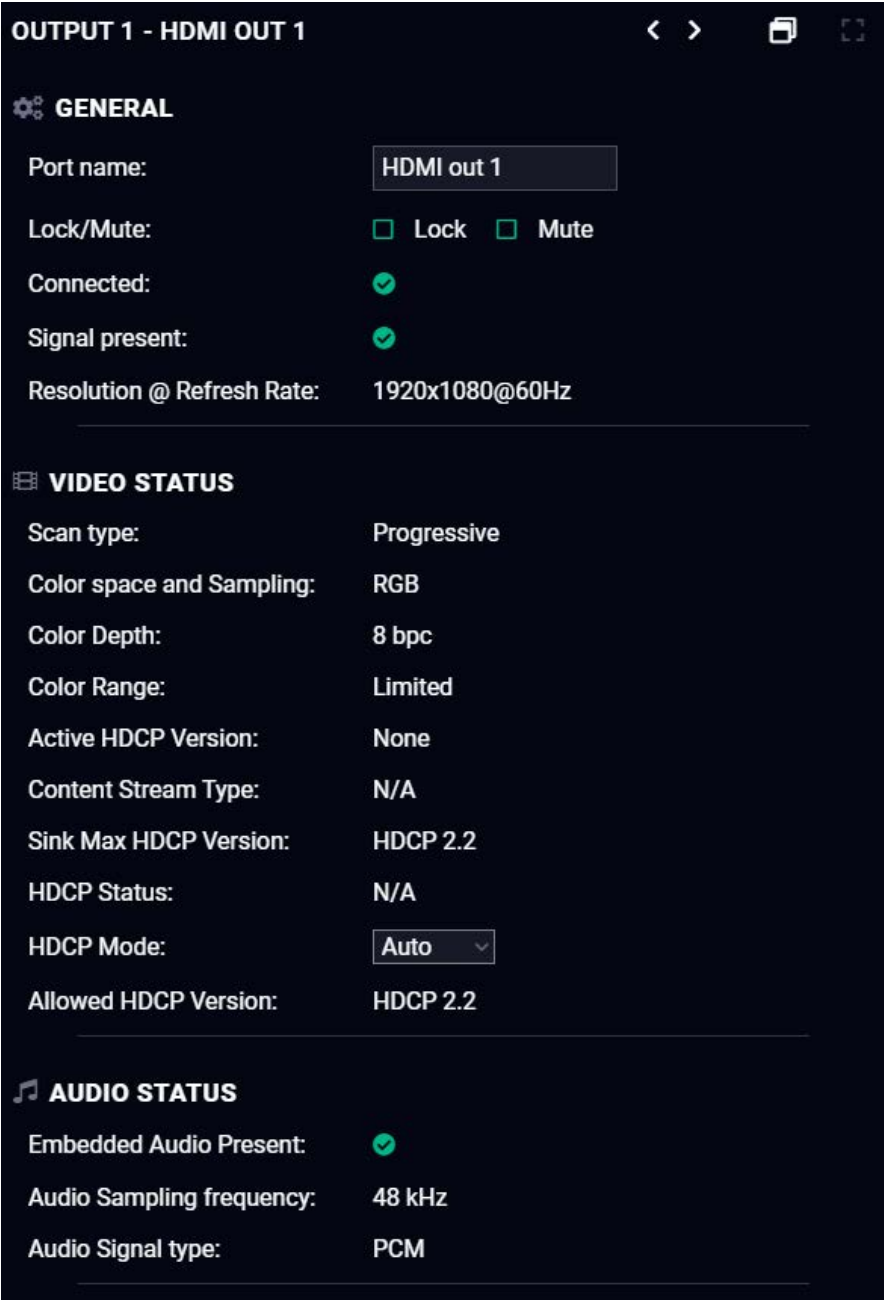 OUTPUT 1 - HDMI OUT 1
GENERAL
Port name: HDMI out 1
Lock/Mute: Lock Mute
Connected:
Signal present:
Resolution @ Refresh Rate: 1920x1080@60Hz
VIDEO STATUS
Scan type: Progressive
Color space and Sampling: RGB
Color Depth: 8 bpc
Color Range: Limited
Active HDCP Version: None
Content Stream Type: N/A
Sink Max HDCP Version: HDCP 2.2
HDCP Status: N/A
HDCP Mode: Auto
Allowed HDCP Version: HDCP 2.2
AUDIO STATUS
Embedded Audio Present:
Audio Sampling frequency: 48 kHz
Audio Signal type: PCM